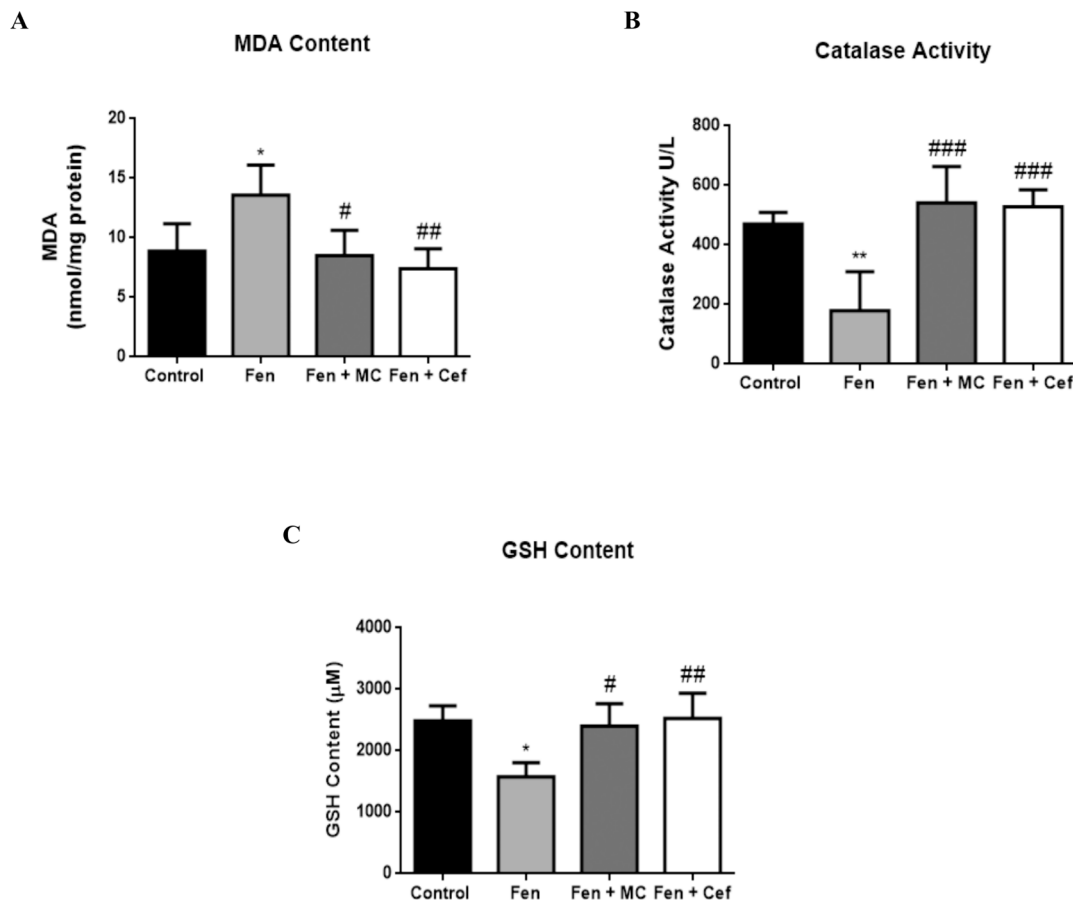 A
MDA Content
MDA
(nmol/mg protein)
20
15
10
5
0
*
#
##
Control Fen Fen + MC Fen + Cef
B
Catalase Activity
Catalase Activity U/L
800
600
400
200
0
**
###
###
Control Fen Fen + MC Fen + Cef
C
GSH Content
GSH Content (μM)
4000
3000
2000
1000
0
*
#
##
Control Fen Fen + MC Fen + Cef